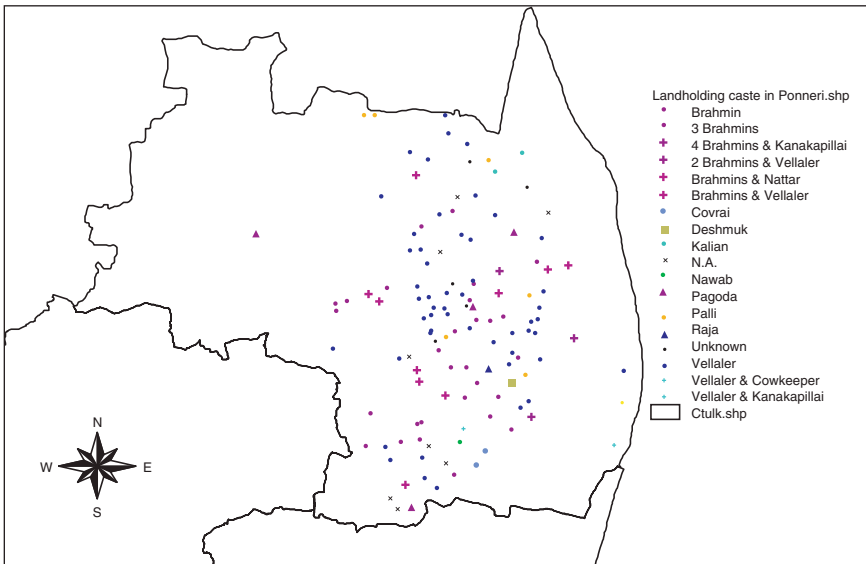 Landholding caste in Ponneri.shp
Brahmin
3 Brahmins
4 Brahmins & Kanakapillai
2 Brahmins & Vellaler
Brahmins & Nattar
Brahmins & Vellaler
Covrai
Deshmuk
Kalian
N.A.
Nawab
Pagoda
Palli
Raja
Unknown
Vellaler
Vellaler & Cowkeeper
Vellaler & Kanakapillai
Ctulk.shp
N
W E
S